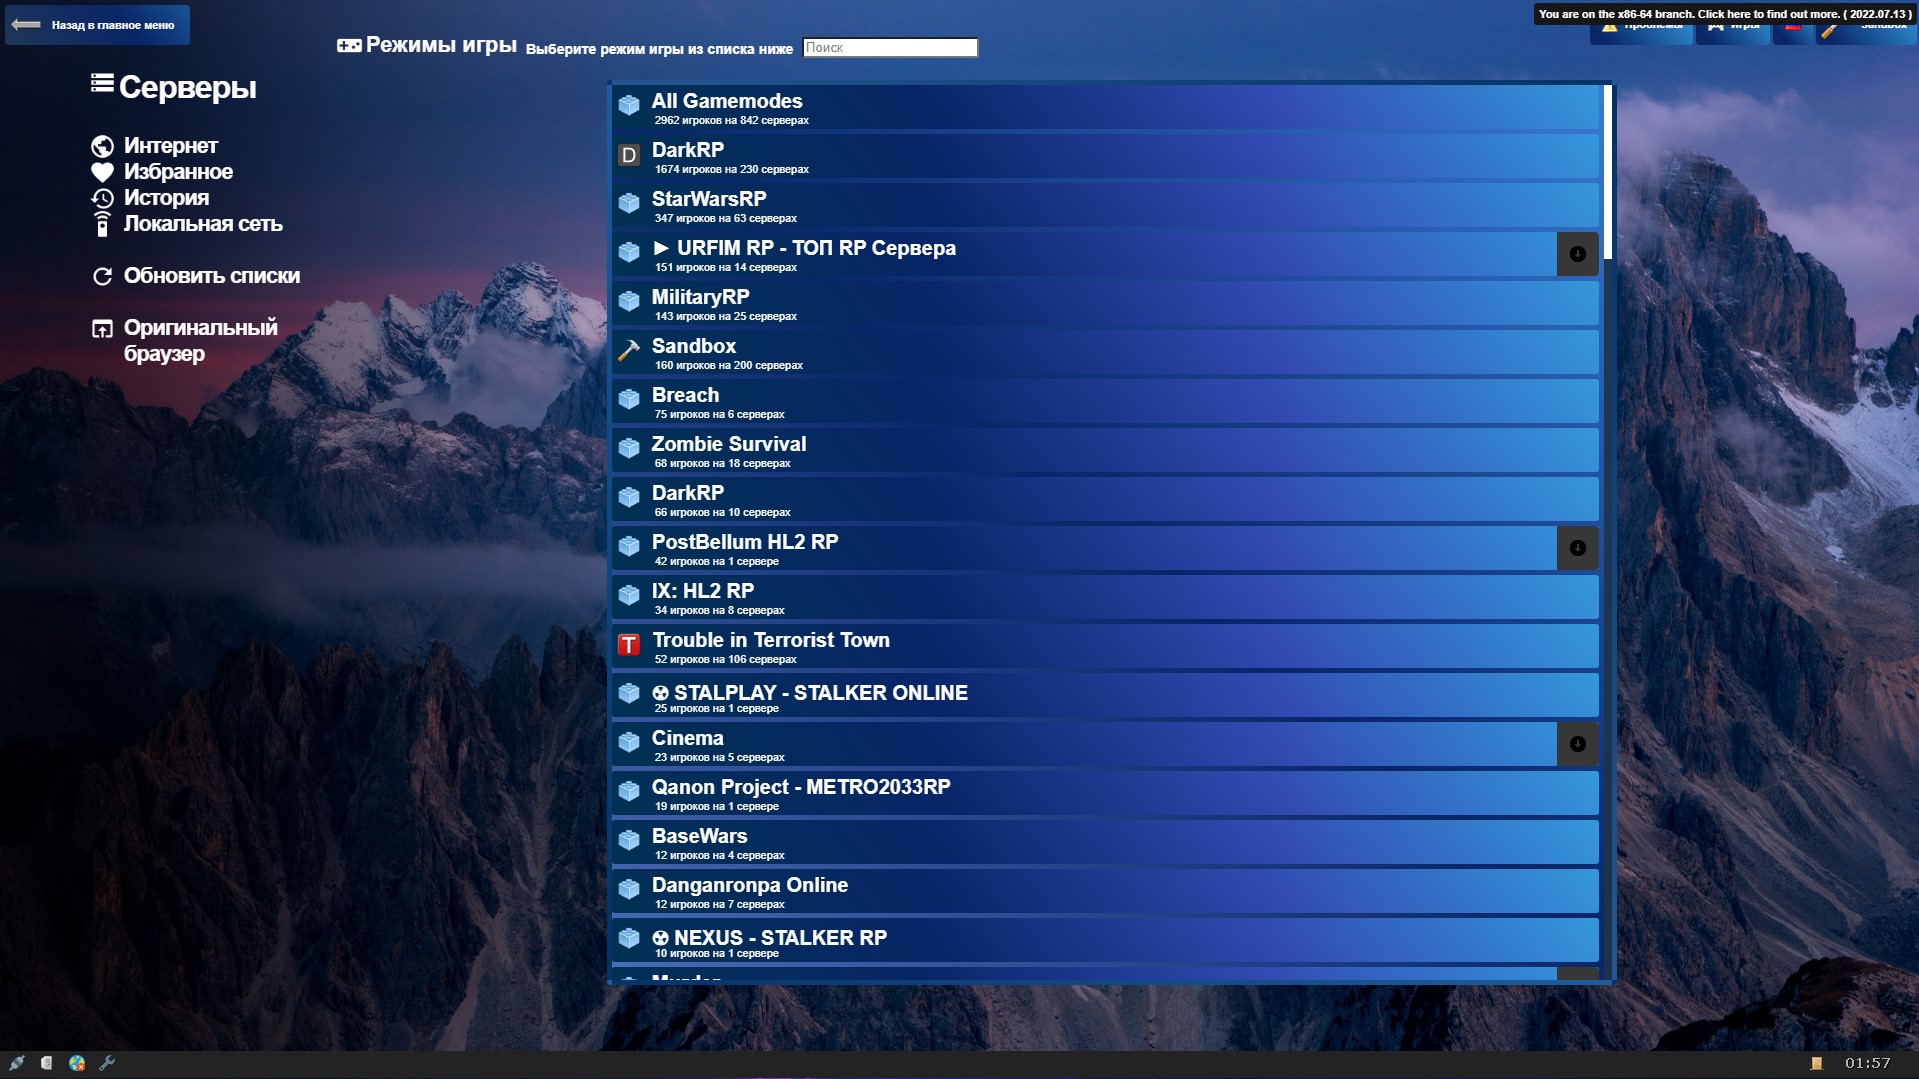 Назад в главное меню
You are on the x86-64 branch. Click here to find out more. ( 2022.07.13 )
Проблемы Игры Sandbox
Режимы игры Выберите режим игры из списка ниже Поиск
Серверы
Интернет
Избранное
История
Локальная сеть
Обновить списки
Оригинальный
браузер
All Gamemodes
2962 игроков на 842 серверах
D
DarkRP
1674 игроков на 230 серверах
StarWarsRP
347 игроков на 63 серверах
► URFIM RP - ТОП RP Сервера
151 игроков на 14 серверах
MilitaryRP
143 игроков на 25 серверах
Sandbox
160 игроков на 200 серверах
Breach
75 игроков на 6 серверах
Zombie Survival
68 игроков на 18 серверах
DarkRP
66 игроков на 10 серверах
PostBellum HL2 RP
42 игроков на 1 сервере
IX: HL2 RP
34 игроков на 8 серверах
T
Trouble in Terrorist Town
52 игроков на 106 серверах
☢ STALPLAY - STALKER ONLINE
25 игроков на 1 сервере
Cinema
23 игроков на 5 серверах
Qanon Project - METRO2033RP
19 игроков на 1 сервере
BaseWars
12 игроков на 4 серверах
Danganronpa Online
12 игроков на 7 серверах
☢ NEXUS - STALKER RP
10 игроков на 1 сервере
Murder
01:57